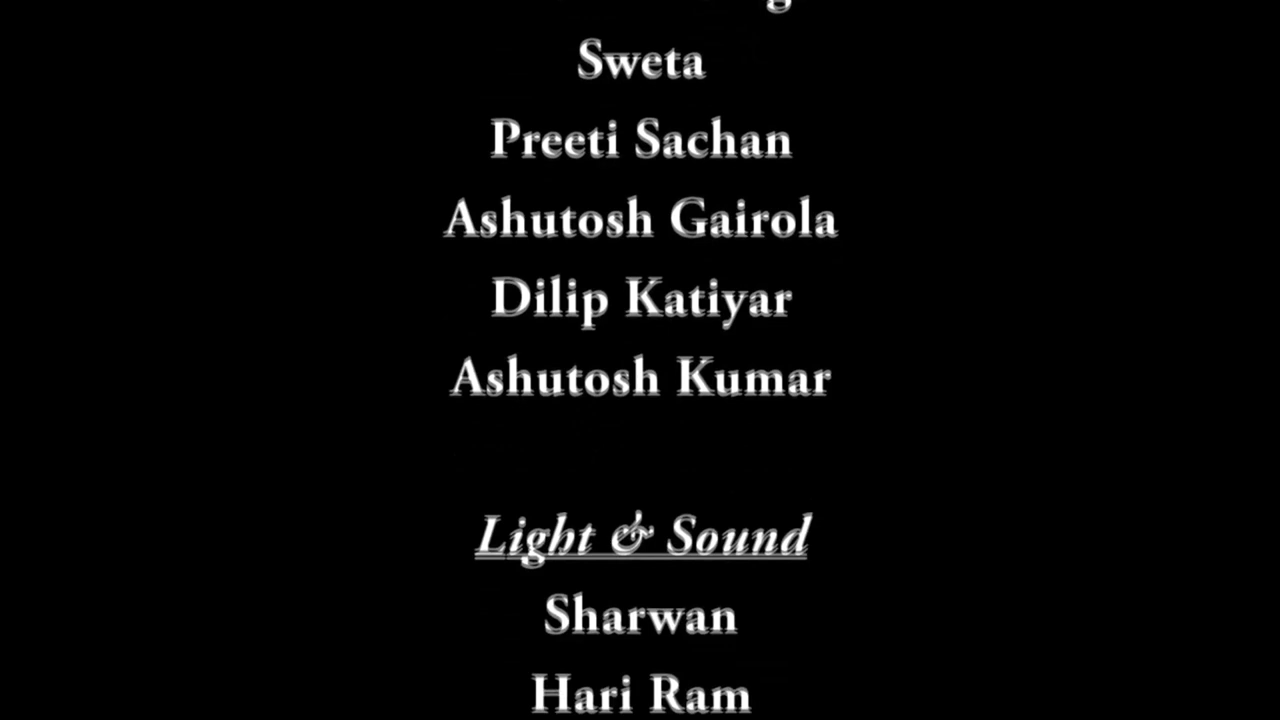 Sweta
Preeti Sachan
Ashutosh Gairola
Dilip Katiyar
Ashutosh Kumar
Light & Sound
Sharwan
Hari Ram